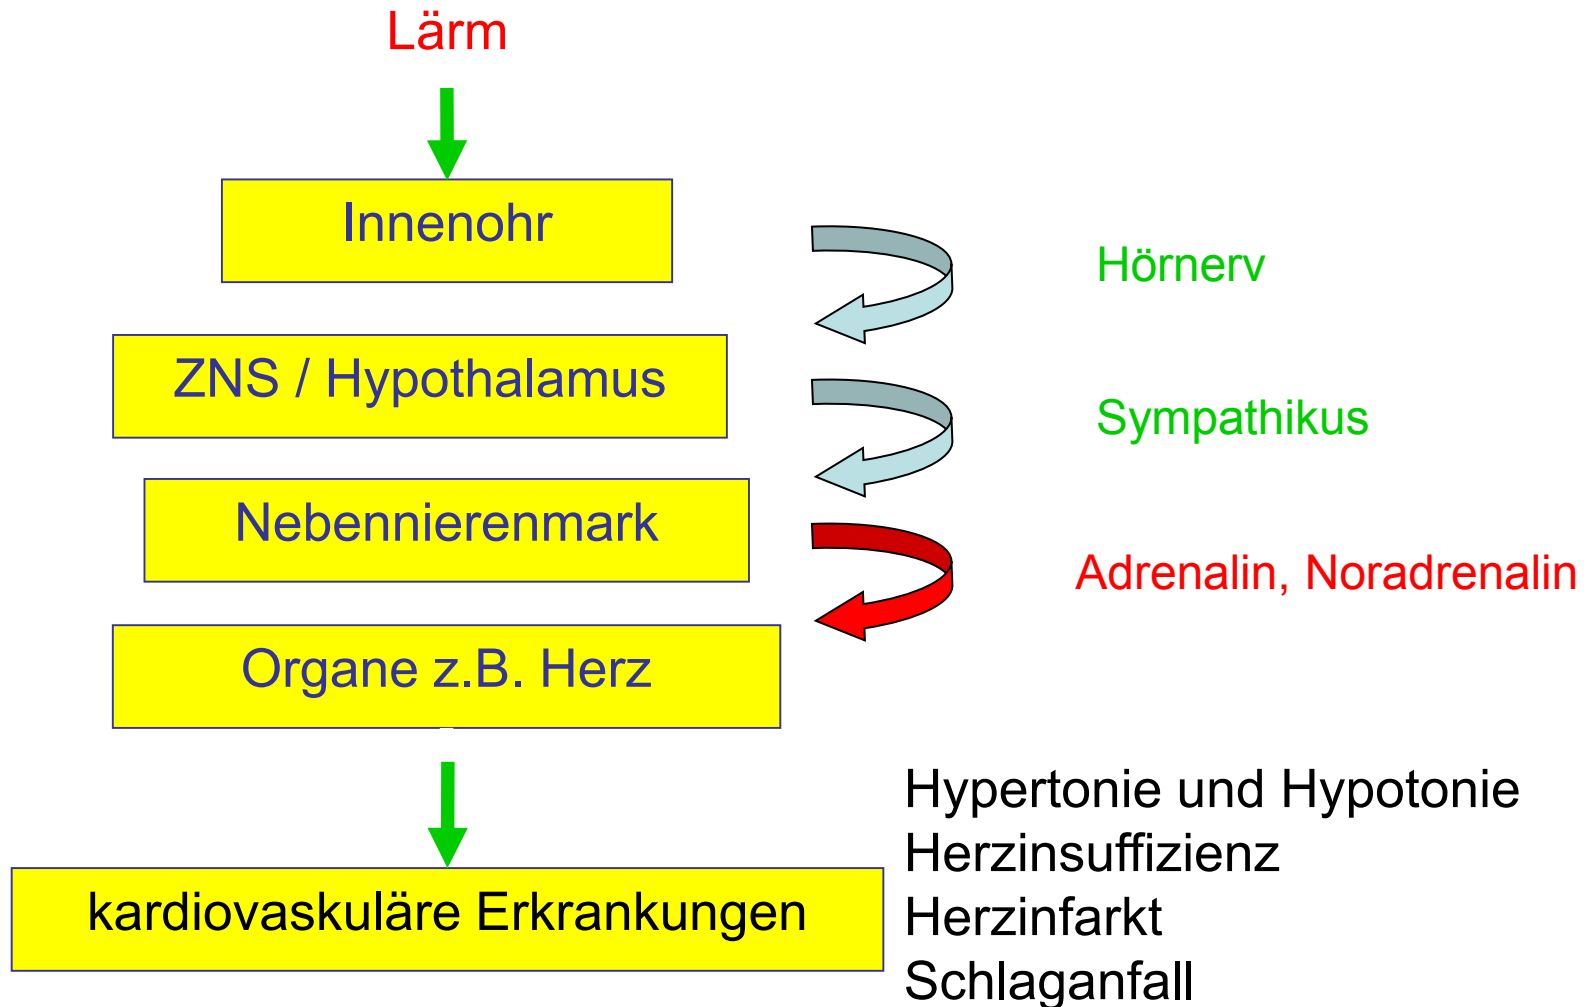 Lärm
Innenohr
Hörnerv
ZNS / Hypothalamus
Sympathikus
Nebennierenmark
Adrenalin, Noradrenalin
Organe z.B. Herz
kardiovaskuläre Erkrankungen
Hypertonie und Hypotonie
Herzinsuffizienz
Herzinfarkt
Schlaganfall